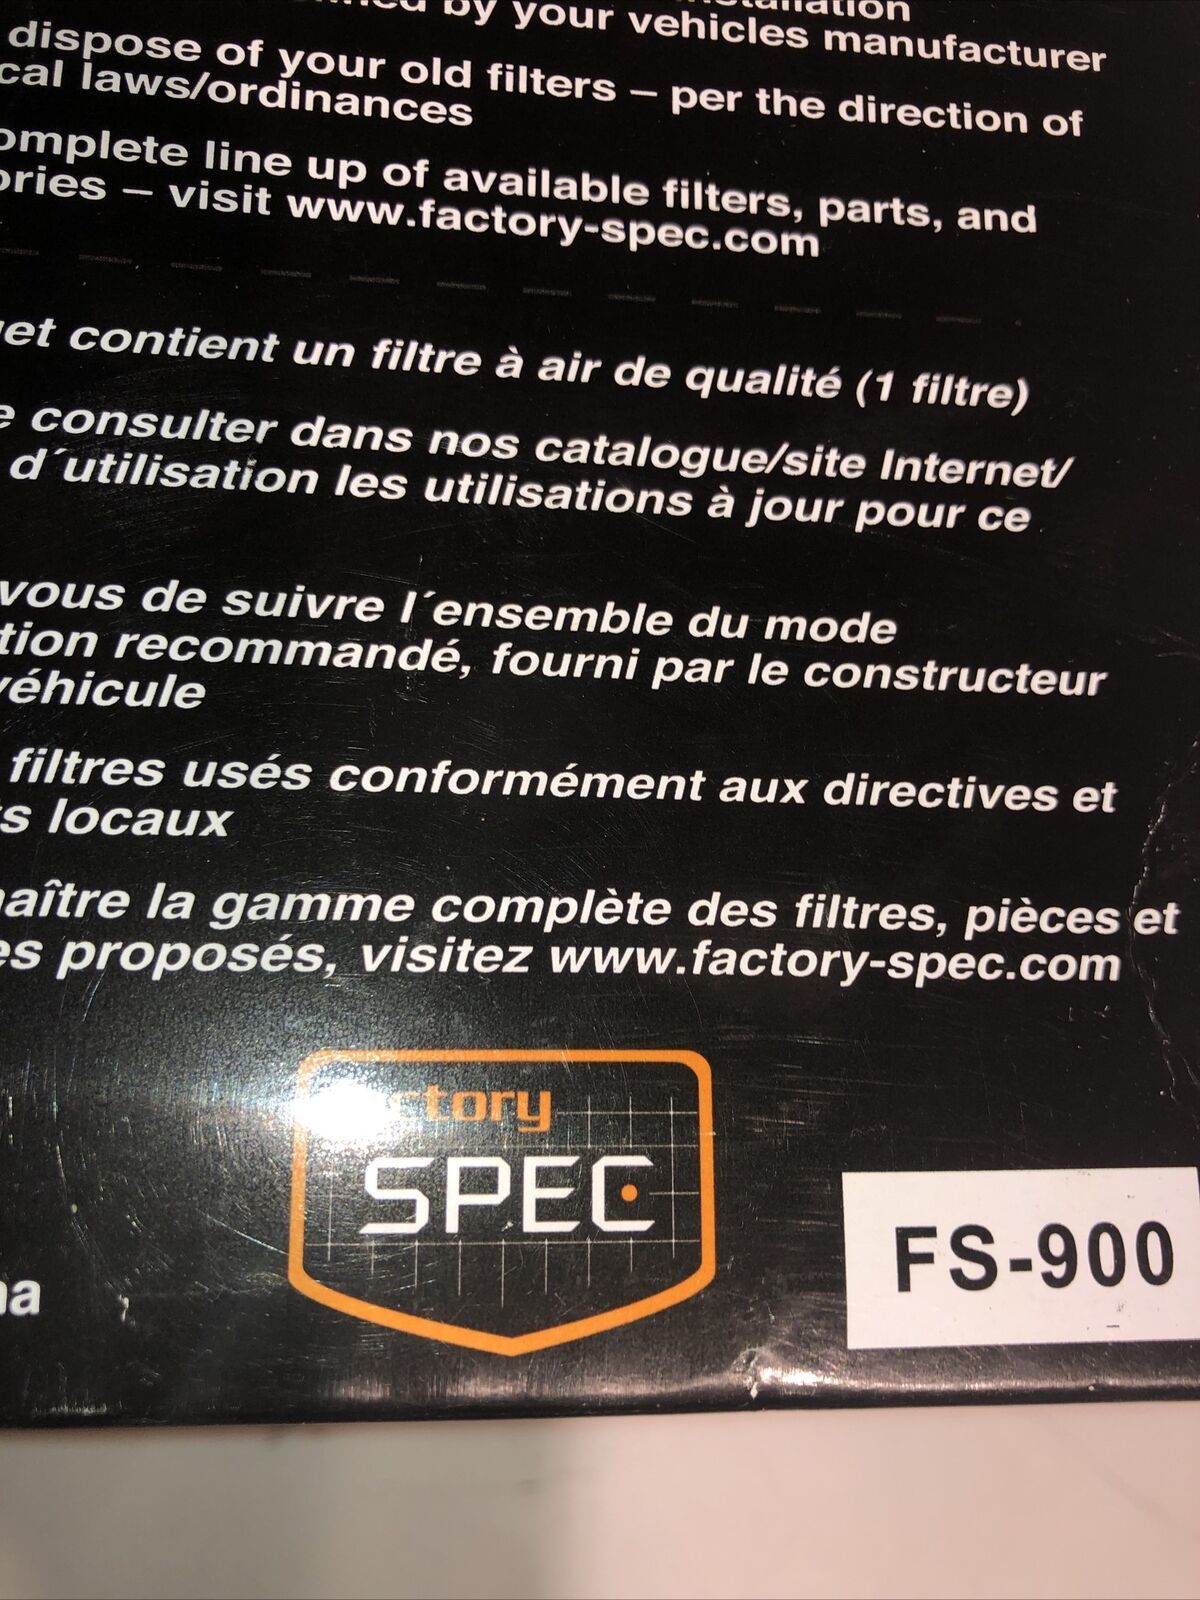 by your vehicles manufacturer
dispose of your old filters – per the direction of
laws/ordinances
line up of available filters, parts, and
– visit www.factory-spec.com
contient un filtre à air de qualité (1 filtre)
consulter dans nos catalogue/site Internet/
d´utilisation les utilisations à jour pour ce
vous de suivre l´ensemble du mode
recommandé, fourni par le constructeur
véhicule
filtres usés conformément aux directives et
locaux
la gamme complète des filtres, pièces et
proposés, visitez www.factory-spec.com
SPEC
FS-900